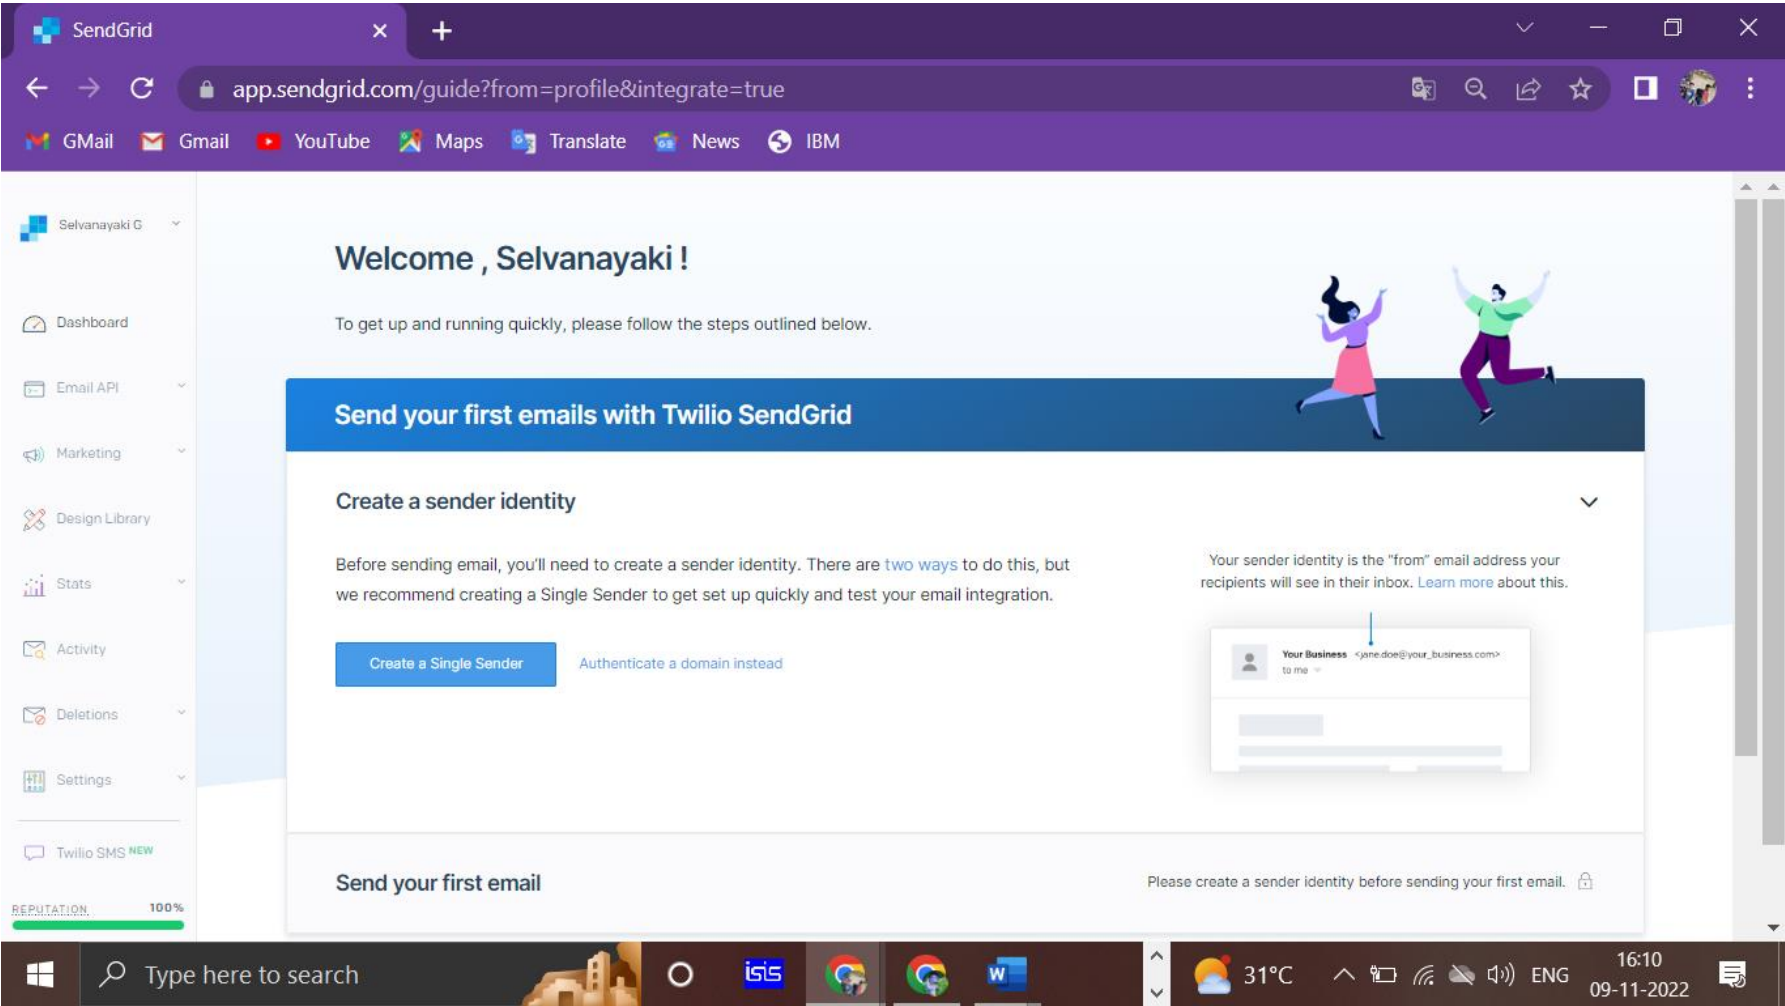 SendGrid
app.sendgrid.com/guide?from=profile&integrate=true
GMail Gmail YouTube Maps Translate News IBM
Selvanayaki G
Dashboard
Email API
Marketing
Design Library
Stats
Activity
Deletions
Settings
Twilio SMS NEW
REPUTATION 100%
Welcome , Selvanayaki !
To get up and running quickly, please follow the steps outlined below.
Send your first emails with Twilio SendGrid
Create a sender identity
Before sending email, you'll need to create a sender identity. There are two ways to do this, but
we recommend creating a Single Sender to get set up quickly and test your email integration.
Create a Single Sender Authenticate a domain instead
Your sender identity is the "from" email address your
recipients will see in their inbox. Learn more about this.
Your Business <jane.doe@your_business.com>
to me
Send your first email
Please create a sender identity before sending your first email.
Type here to search
isis
W
31°C
ENG
16:10
09-11-2022